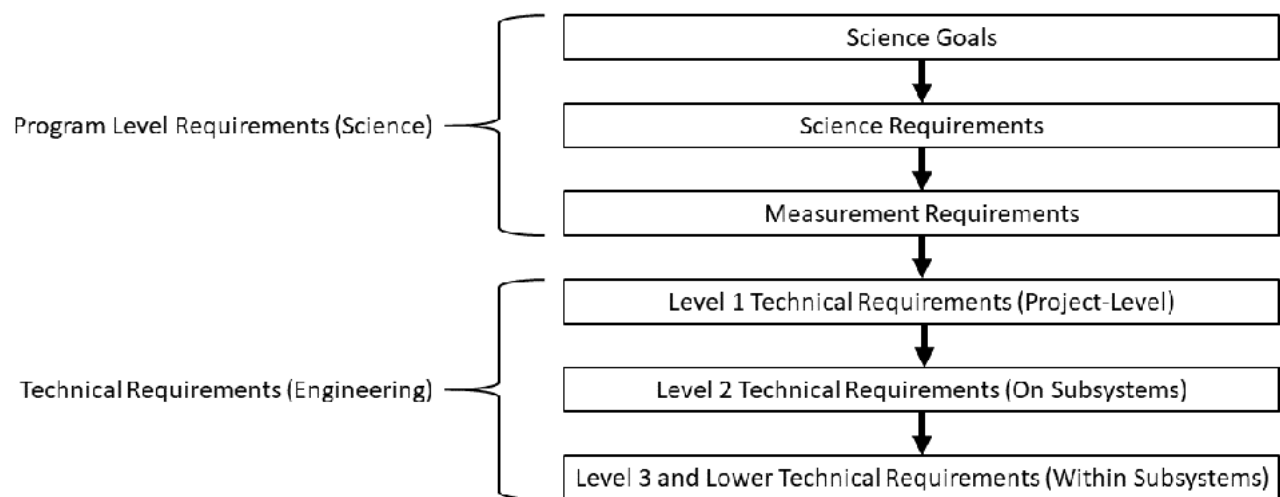 Science Goals
Program Level Requirements (Science)
Science Requirements
Measurement Requirements
Level 1 Technical Requirements (Project-Level)
Technical Requirements (Engineering)
Level 2 Technical Requirements (On Subsystems)
Level 3 and Lower Technical Requirements (Within Subsystems)